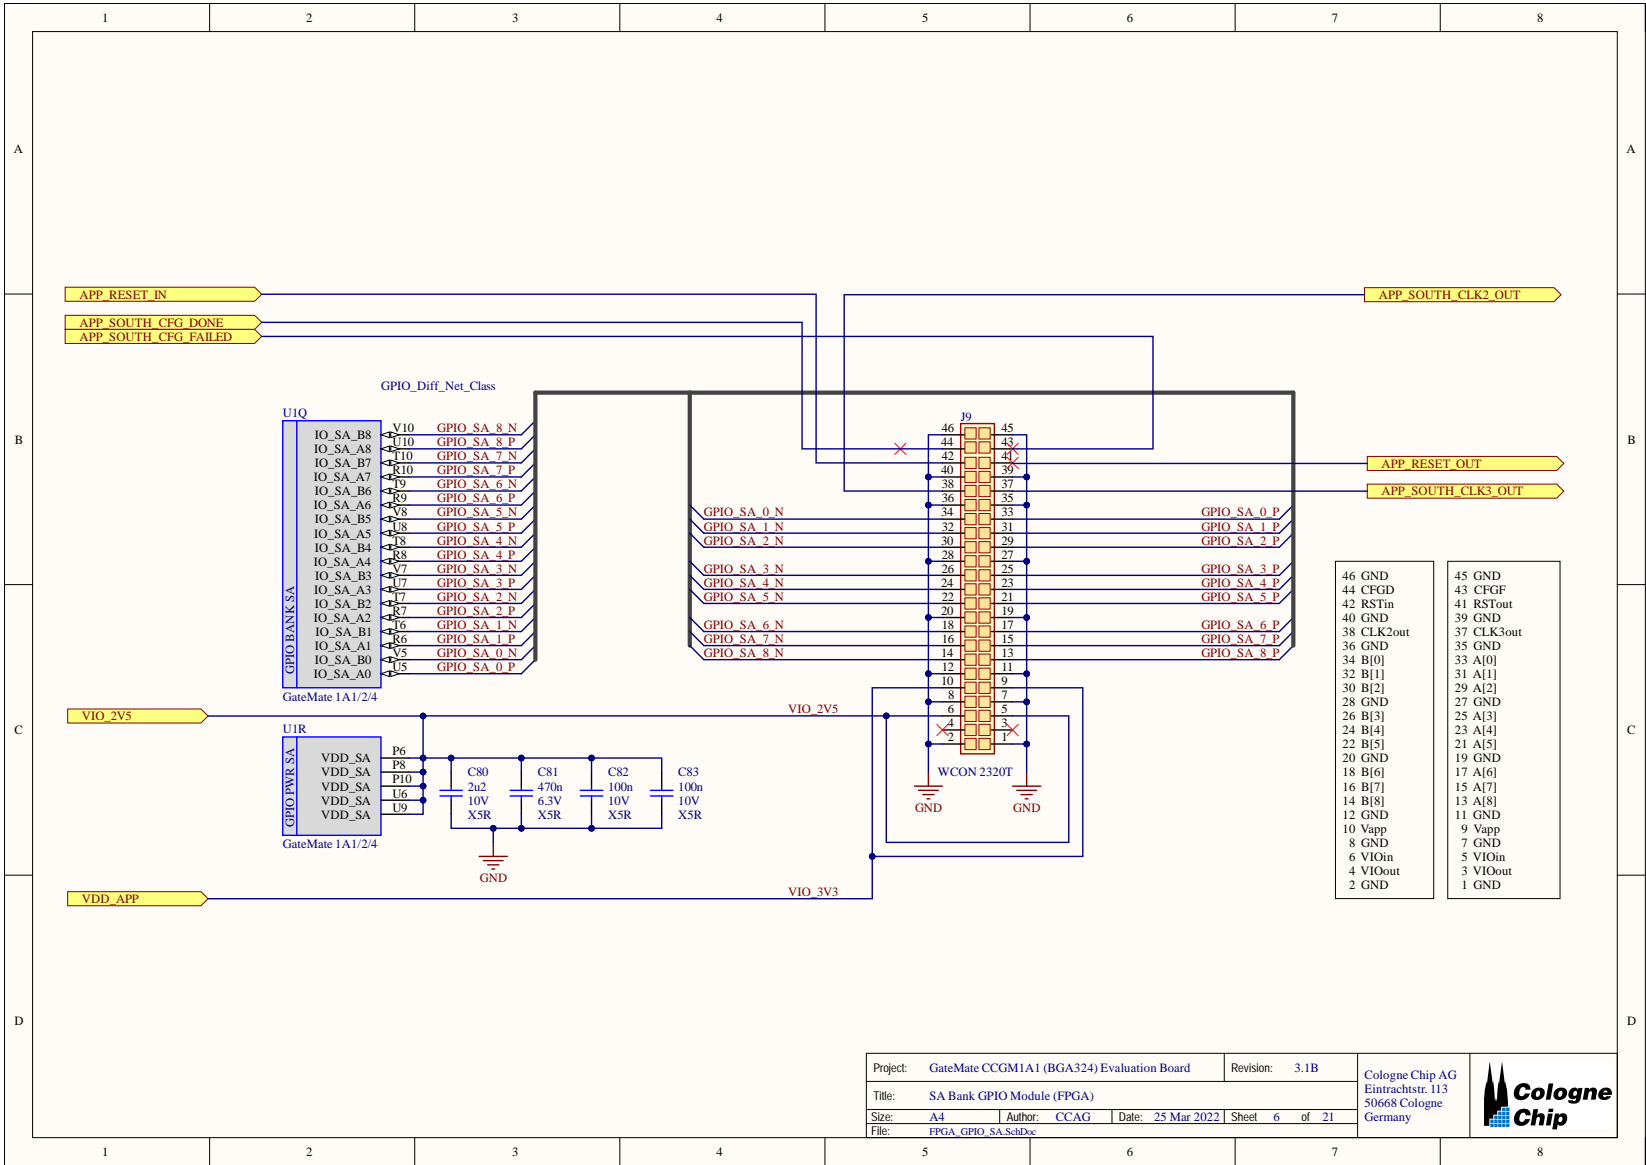 1 2 3 4 5 6 7 8
A A
APP_RESET_IN APP_SOUTH_CLK2_OUT
APP_SOUTH_CFG_DONE
APP_SOUTH_CFG_FAILED
GPIO_Diff_Net_Class
B B
U1Q
GPIO BANK SA
IO_SA_B8 V10 GPIO_SA_8_N
IO_SA_A8 U10 GPIO_SA_8_P
IO_SA_B7 T10 GPIO_SA_7_N
IO_SA_A7 R10 GPIO_SA_7_P
IO_SA_B6 T9 GPIO_SA_6_N
IO_SA_A6 R9 GPIO_SA_6_P
IO_SA_B5 V8 GPIO_SA_5_N
IO_SA_A5 U8 GPIO_SA_5_P
IO_SA_B4 T8 GPIO_SA_4_N
IO_SA_A4 R8 GPIO_SA_4_P
IO_SA_B3 V7 GPIO_SA_3_N
IO_SA_A3 U7 GPIO_SA_3_P
IO_SA_B2 T7 GPIO_SA_2_N
IO_SA_A2 R7 GPIO_SA_2_P
IO_SA_B1 T6 GPIO_SA_1_N
IO_SA_A1 R6 GPIO_SA_1_P
IO_SA_B0 V5 GPIO_SA_0_N
IO_SA_A0 U5 GPIO_SA_0_P
GateMate 1A1/2/4
J9
46 45
44 43
42 41
40 39
38 37
36 35
GPIO_SA_0_N 34 33 GPIO_SA_0_P
GPIO_SA_1_N 32 31 GPIO_SA_1_P
GPIO_SA_2_N 30 29 GPIO_SA_2_P
28 27
GPIO_SA_3_N 26 25 GPIO_SA_3_P
GPIO_SA_4_N 24 23 GPIO_SA_4_P
GPIO_SA_5_N 22 21 GPIO_SA_5_P
20 19
GPIO_SA_6_N 18 17 GPIO_SA_6_P
GPIO_SA_7_N 16 15 GPIO_SA_7_P
GPIO_SA_8_N 14 13 GPIO_SA_8_P
12 11
10 9
8 7
6 5
4 3
2 1
WCON 2320T
GND GND
APP_RESET_OUT
APP_SOUTH_CLK3_OUT
46 GND 45 GND
44 CFGD 43 CFGF
42 RSTin 41 RSTout
40 GND 39 GND
38 CLK2out 37 CLK3out
36 GND 35 GND
34 B[0] 33 A[0]
32 B[1] 31 A[1]
30 B[2] 29 A[2]
28 GND 27 GND
26 B[3] 25 A[3]
24 B[4] 23 A[4]
22 B[5] 21 A[5]
20 GND 19 GND
18 B[6] 17 A[6]
16 B[7] 15 A[7]
14 B[8] 13 A[8]
12 GND 11 GND
10 Vapp 9 Vapp
8 GND 7 GND
6 VIOin 5 VIOin
4 VIOout 3 VIOout
2 GND 1 GND
C C
VIO_2V5 VIO_2V5
U1R
GPIO PWR SA
VDD_SA P6
VDD_SA P8
VDD_SA P10
VDD_SA U6
VDD_SA U9
GateMate 1A1/2/4
C80 C81 C82 C83
2u2 470n 100n 100n
10V 6.3V 10V 10V
X5R X5R X5R X5R
GND
VDD_APP VIO_3V3
D D
Project: GateMate CCGM1A1 (BGA324) Evaluation Board Revision: 3.1B
Title: SA Bank GPIO Module (FPGA)
Size: A4 Author: CCAG Date: 25 Mar 2022 Sheet 6 of 21
File: FPGA_GPIO_SA.SchDoc
Cologne Chip AG
Eintrachtstr. 113
50668 Cologne
Germany
Cologne
Chip
1 2 3 4 5 6 7 8